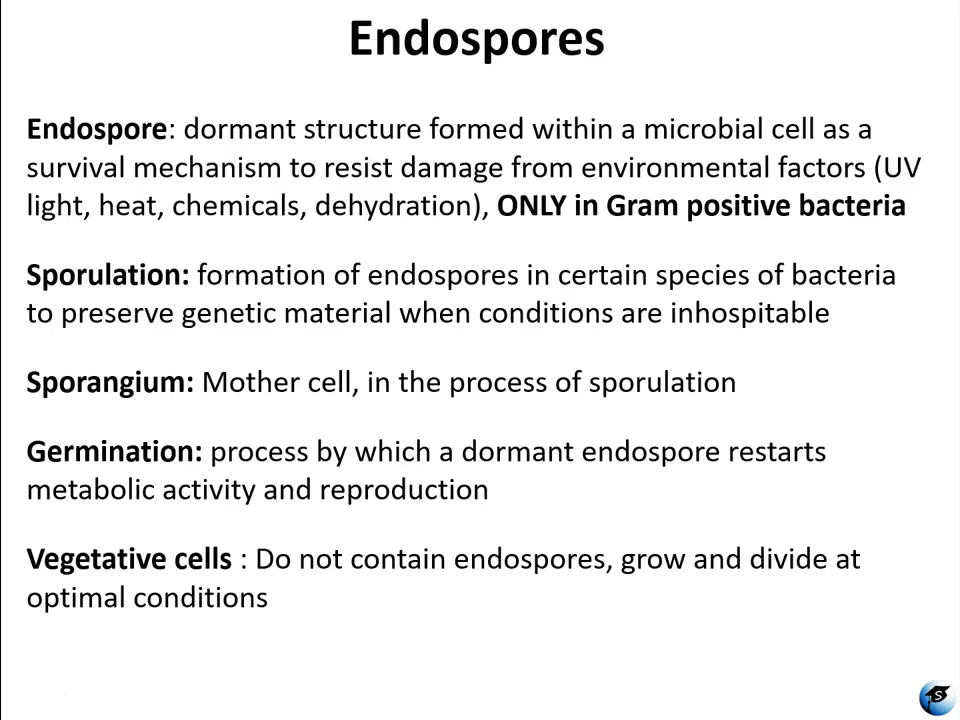 Endospores
Endospore: dormant structure formed within a microbial cell as a
survival mechanism to resist damage from environmental factors (UV
light, heat, chemicals, dehydration), ONLY in Gram positive bacteria
Sporulation: formation of endospores in certain species of bacteria
to preserve genetic material when conditions are inhospitable
Sporangium: Mother cell, in the process of sporulation
Germination: process by which a dormant endospore restarts
metabolic activity and reproduction
Vegetative cells : Do not contain endospores, grow and divide at
optimal conditions
S